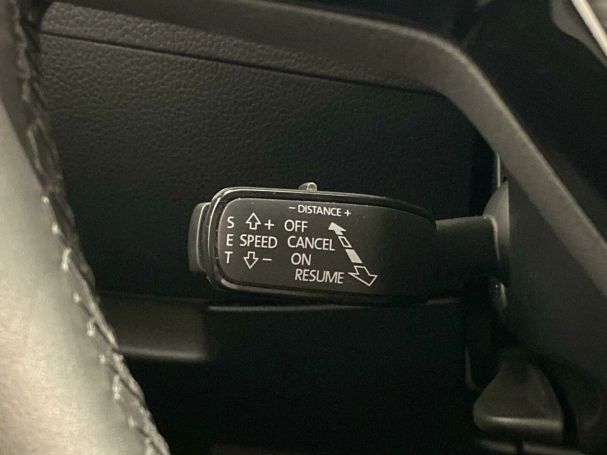 - DISTANCE +
S + OFF
E SPEED CANCEL
T - ON
RESUME